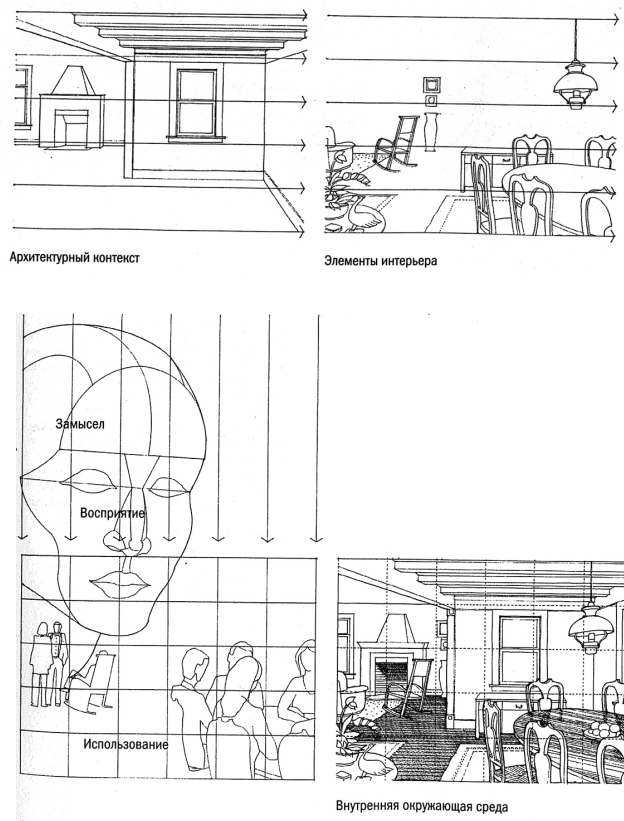 Архитектурный контекст
Элементы интерьера
Замысел
Восприятие
Использование
Внутренняя окружающая среда